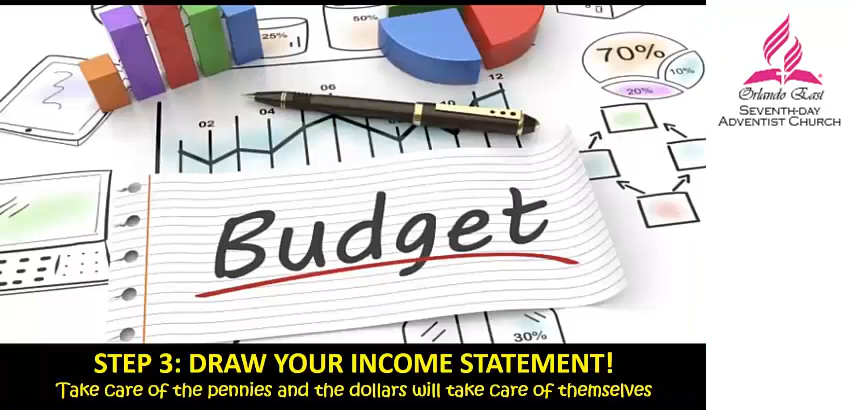 25%
50%
70%
10%
20%
06
12
10
04
02
Budget
30%
STEP 3: DRAW YOUR INCOME STATEMENT!
Take care of the pennies and the dollars will take care of themselves
Orlando East
SEVENTH-DAY
ADVENTIST CHURCH